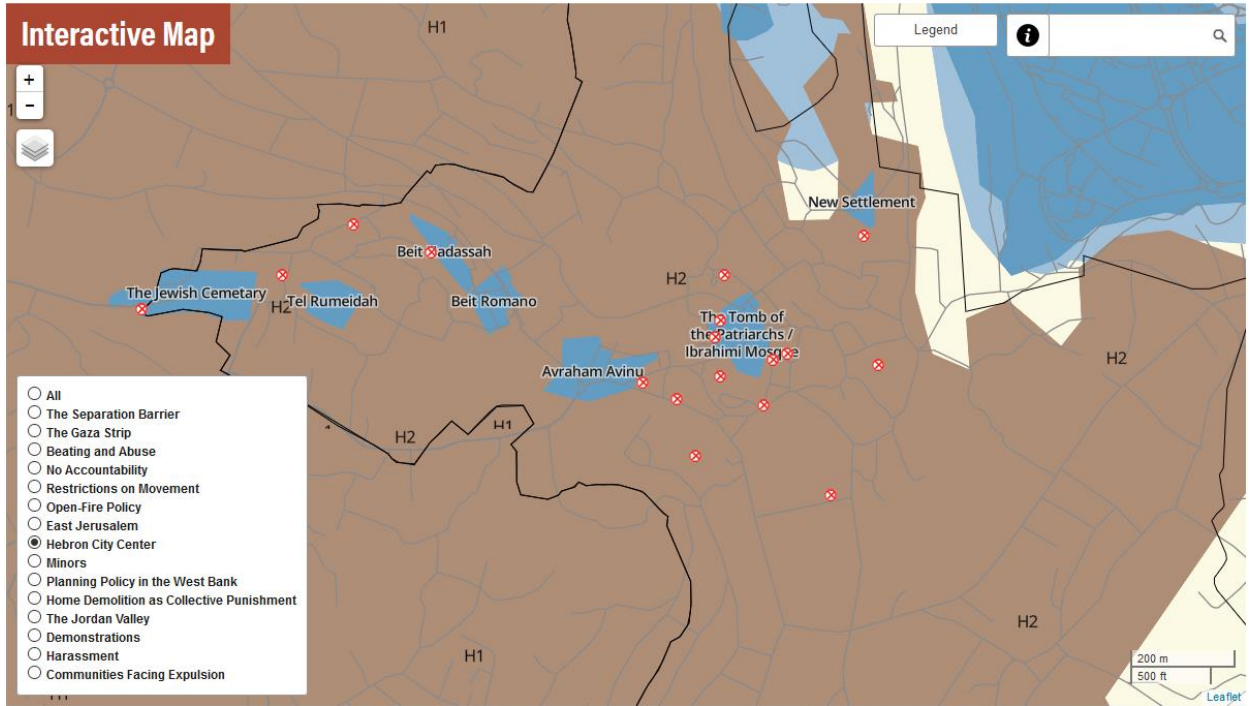 Interactive Map
Legend
i
+
−
H1
1
New Settlement
Beit Hadassah
H2
The Jewish Cemetary
Tel Rumeidah
Beit Romano
H2
The Tomb of
the Patriarchs /
Ibrahimi Mosque
H2
Avraham Avinu
H1
H2
H2
H1
All
The Separation Barrier
The Gaza Strip
Beating and Abuse
No Accountability
Restrictions on Movement
Open-Fire Policy
East Jerusalem
Hebron City Center
Minors
Planning Policy in the West Bank
Home Demolition as Collective Punishment
The Jordan Valley
Demonstrations
Harassment
Communities Facing Expulsion
200 m
500 ft
Leaflet